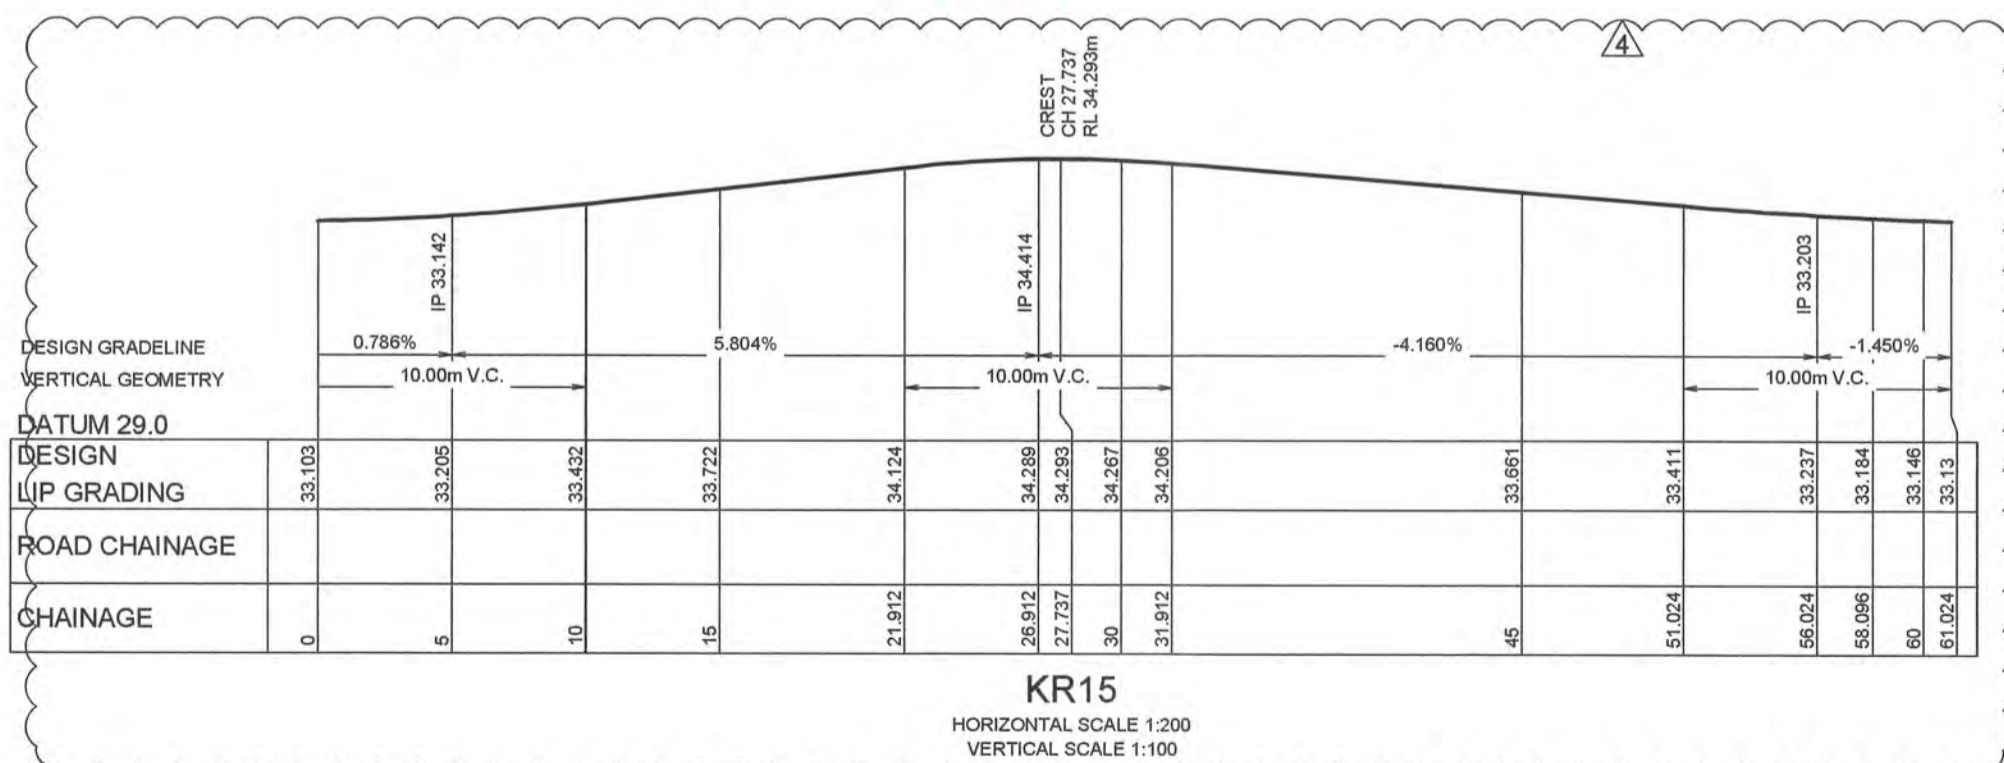 4
CREST
CH 27.737
RL 34.293m
IP 33.142
IP 34.414
IP 33.203
DESIGN GRADELINE
0.786% 5.804% -4.160% -1.450%
VERTICAL GEOMETRY
10.00m V.C. 10.00m V.C. 10.00m V.C.
DATUM 29.0
DESIGN
LIP GRADING
33.103 33.205 33.432 33.722 34.124 34.289 34.293 34.267 34.206 33.661 33.411 33.237 33.184 33.146 33.13
ROAD CHAINAGE
CHAINAGE
0 5 10 15 21.912 26.912 27.737 30 31.912 45 51.024 56.024 58.096 60 61.024
KR15
HORIZONTAL SCALE 1:200
VERTICAL SCALE 1:100